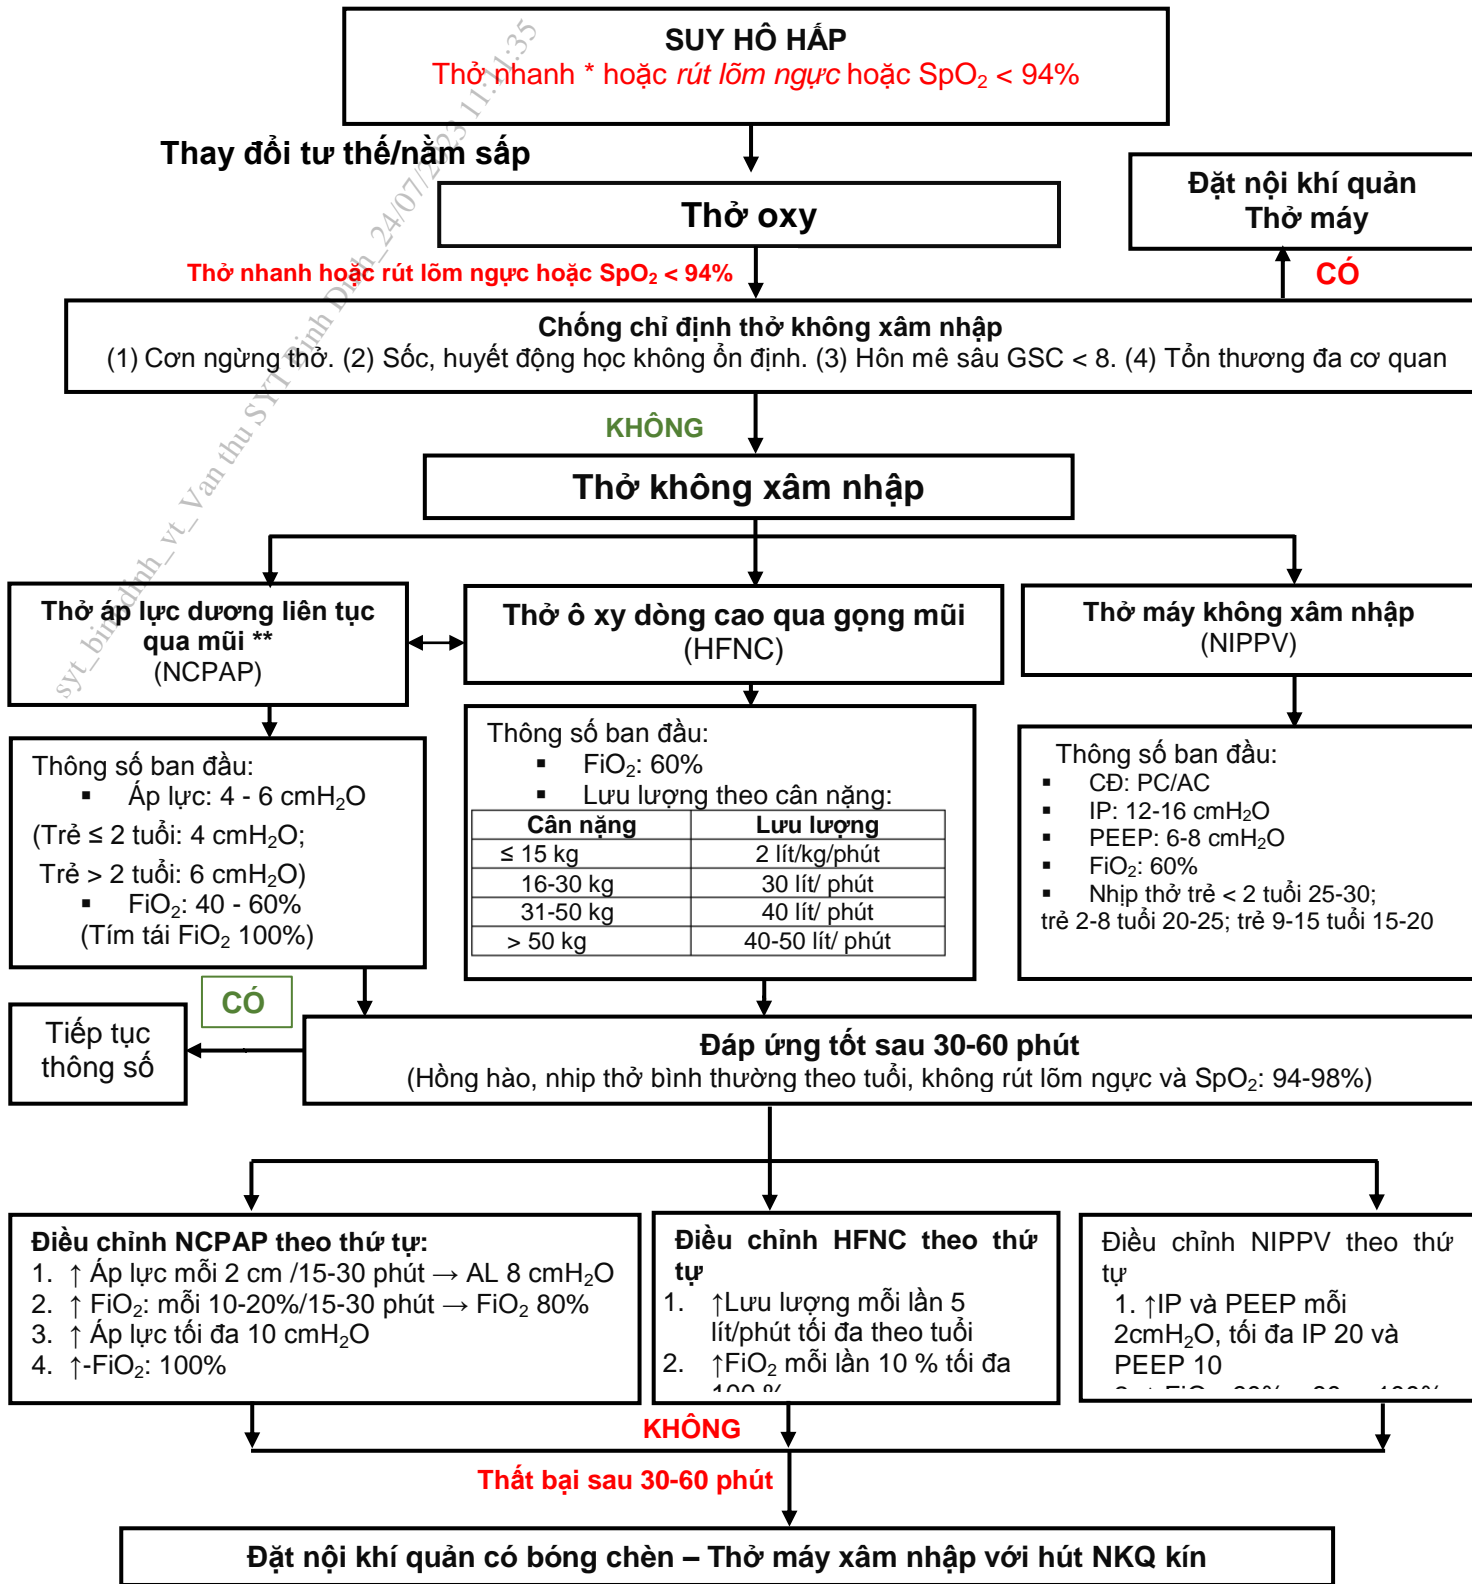 SUY HÔ HẤP
Thở nhanh * hoặc rút lõm ngực hoặc SpO₂ < 94%
Thay đổi tư thế/nằm sấp
Thở oxy
Đặt nội khí quản
Thở máy
Thở nhanh hoặc rút lõm ngực hoặc SpO₂ < 94%
CÓ
Chống chỉ định thở không xâm nhập
(1) Cơn ngừng thở. (2) Sốc, huyết động học không ổn định. (3) Hôn mê sâu GSC < 8. (4) Tổn thương đa cơ quan
KHÔNG
Thở không xâm nhập
Thở áp lực dương liên tục
qua mũi **
(NCPAP)
Thở ô xy dòng cao qua gọng mũi
(HFNC)
Thở máy không xâm nhập
(NIPPV)
Thông số ban đầu:
▪ Áp lực: 4 - 6 cmH₂O
(Trẻ ≤ 2 tuổi: 4 cmH₂O;
Trẻ > 2 tuổi: 6 cmH₂O)
▪ FiO₂: 40 - 60%
(Tím tái FiO₂ 100%)
Thông số ban đầu:
▪ FiO₂: 60%
▪ Lưu lượng theo cân nặng:
Cân nặng Lưu lượng
≤ 15 kg 2 lít/kg/phút
16-30 kg 30 lít/ phút
31-50 kg 40 lít/ phút
> 50 kg 40-50 lít/ phút
Thông số ban đầu:
▪ CĐ: PC/AC
▪ IP: 12-16 cmH₂O
▪ PEEP: 6-8 cmH₂O
▪ FiO₂: 60%
▪ Nhịp thở trẻ < 2 tuổi 25-30;
trẻ 2-8 tuổi 20-25; trẻ 9-15 tuổi 15-20
CÓ
Tiếp tục
thông số
Đáp ứng tốt sau 30-60 phút
(Hồng hào, nhip thở bình thường theo tuổi, không rút lõm ngực và SpO₂: 94-98%)
Điều chỉnh NCPAP theo thứ tự:
1. ↑ Áp lực mỗi 2 cm /15-30 phút → AL 8 cmH₂O
2. ↑ FiO₂: mỗi 10-20%/15-30 phút → FiO₂ 80%
3. ↑ Áp lực tối đa 10 cmH₂O
4. ↑-FiO₂: 100%
Điều chỉnh HFNC theo thứ
tự
1. ↑Lưu lượng mỗi lần 5
lít/phút tối đa theo tuổi
2. ↑FiO₂ mỗi lần 10 % tối đa
100 %
Điều chỉnh NIPPV theo thứ
tự
1. ↑IP và PEEP mỗi
2cmH₂O, tối đa IP 20 và
PEEP 10
KHÔNG
Thất bại sau 30-60 phút
Đặt nội khí quản có bóng chèn – Thở máy xâm nhập với hút NKQ kín
syt_binhdinh_vt_Van thu SYT Binh Dinh_24/07/2023 11:11:35